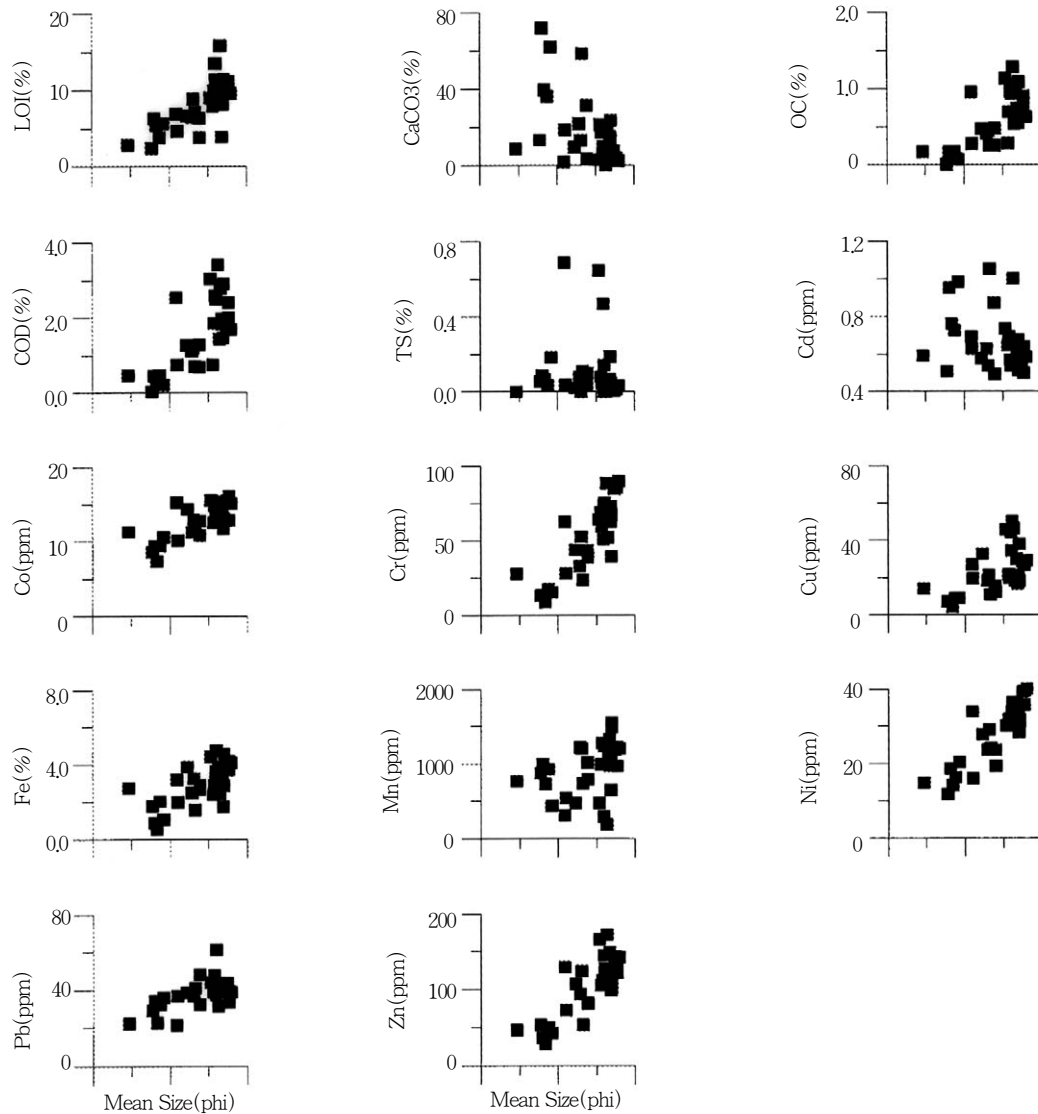 20
10
0
LOI(%)
80
40
0
CaCO3(%)
2.0
1.0
0.0
OC(%)
4.0
2.0
0.0
COD(%)
0.8
0.4
0.0
TS(%)
1.2
0.8
0.4
Cd(ppm)
20
10
0
Co(ppm)
100
50
0
Cr(ppm)
80
40
0
Cu(ppm)
8.0
4.0
0.0
Fe(%)
2000
1000
0
Mn(ppm)
40
20
0
Ni(ppm)
80
40
0
Pb(ppm)
Mean Size(phi)
200
100
0
Zn(ppm)
Mean Size(phi)